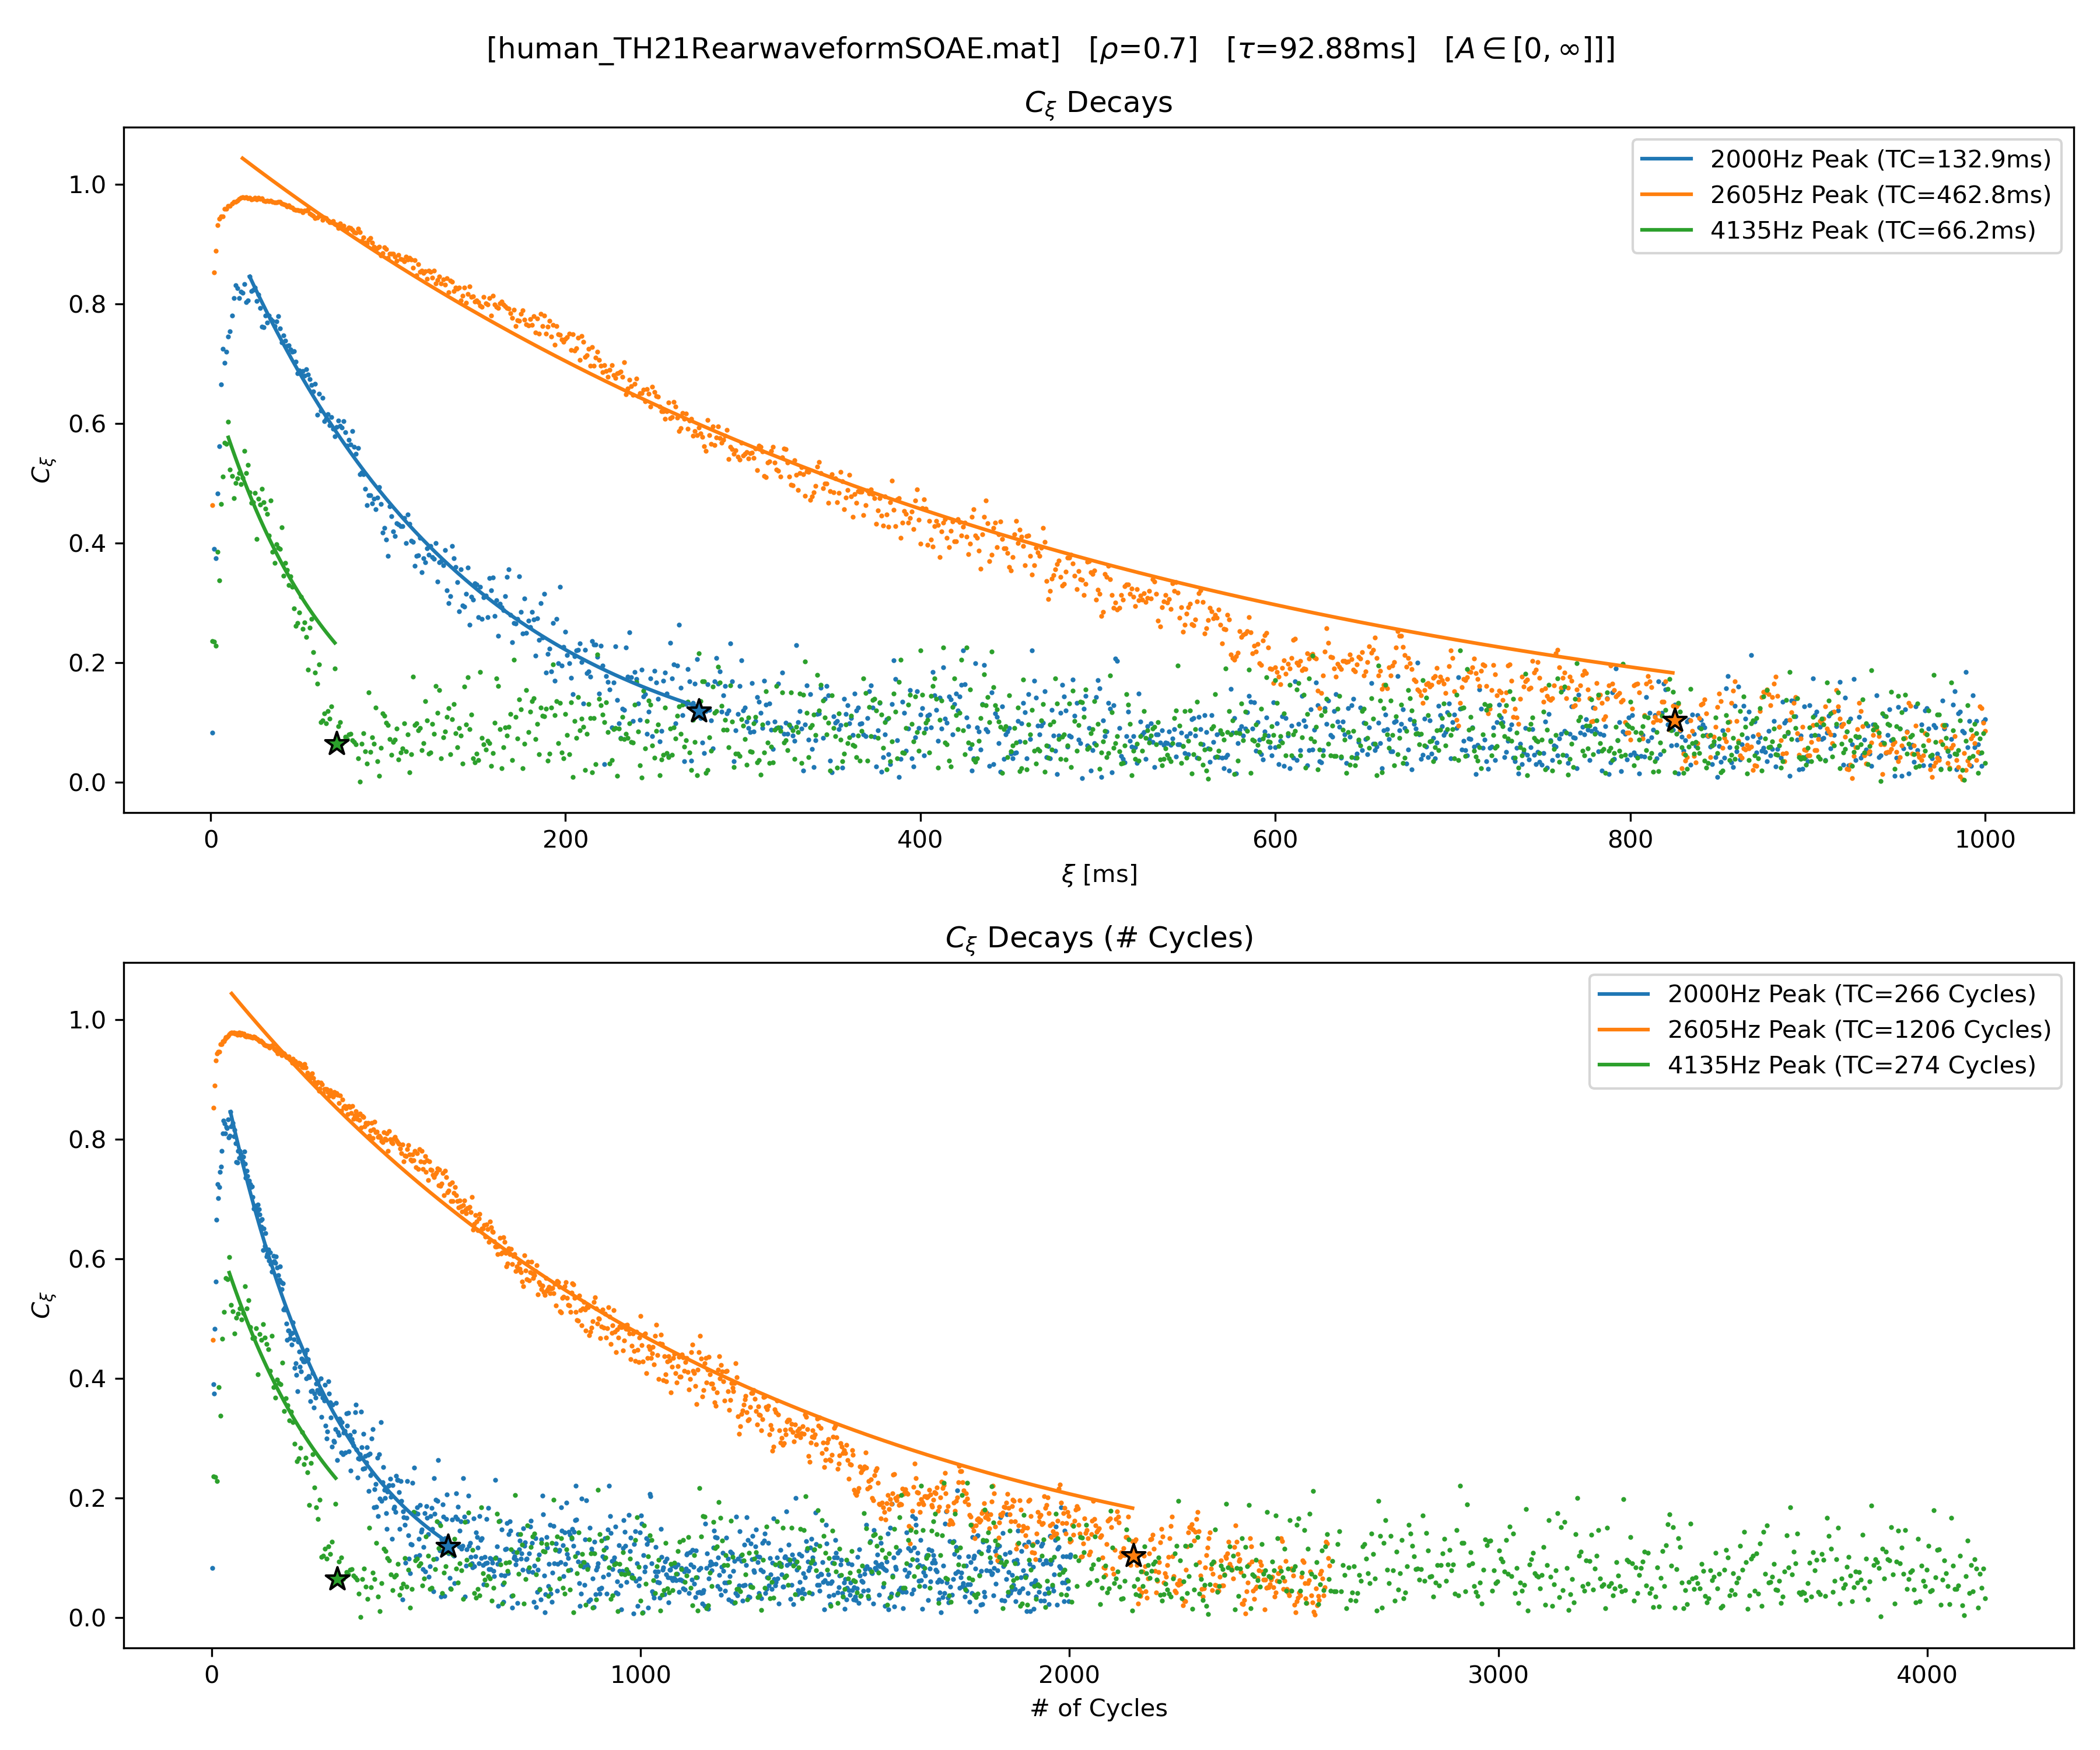 [human_TH21RearwaveformSOAE.mat] [ρ=0.7] [τ=92.88ms] [A ∈ [0, ∞]]]
Cξ Decays
1.0
0.8
0.6
0.4
0.2
0.0
Cξ
2000Hz Peak (TC=132.9ms)
2605Hz Peak (TC=462.8ms)
4135Hz Peak (TC=66.2ms)
0 200 400 600 800 1000
ξ [ms]
Cξ Decays (# Cycles)
1.0
0.8
0.6
0.4
0.2
0.0
Cξ
2000Hz Peak (TC=266 Cycles)
2605Hz Peak (TC=1206 Cycles)
4135Hz Peak (TC=274 Cycles)
0 1000 2000 3000 4000
# of Cycles